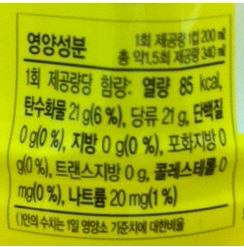 영양성분
1회 제공량 1컵 200 ml
총 약1.5회 제공량 340 ml
1회 제공량당 함량: 열량 85 kcal,
탄수화물 21 g(6 %), 당류 21 g, 단백질
0 g(0 %), 지방 0 g(0 %), 포화지방 0
g(0 %), 트랜스지방 0 g, 콜레스테롤 0
mg(0 %), 나트륨 20 mg(1 %)
( )안의 수치는 1일 영양소 기준치에 대한비율